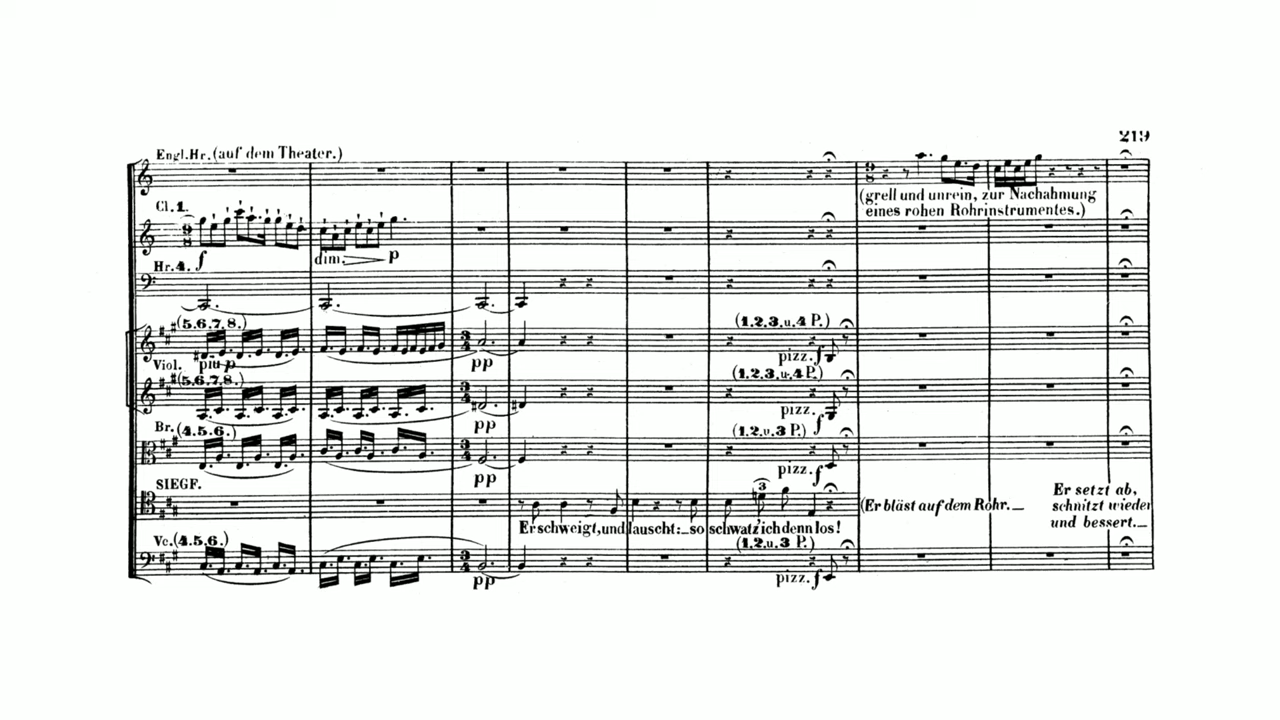 219
Engl.Hr. (auf dem Theater.)
(grell und unrein, zur Nachahmung
eines rohen Rohrinstrumentes.)
Cl.1.
f
dim.
p
Hr.4.
(5.6.7.8.)
(1.2.3.u.4 P.)
Viol.
più p
pp
pizz. f
(5.6.7.8.)
(1.2.3.u.4 P.)
pp
pizz. f
Br.
(4.5.6.)
(1.2.u.3 P.)
pp
pizz. f
SIEGF.
3
(Er bläst auf dem Rohr._
Er setzt ab,
schnitzt wieder
und bessert._
Er schweigt, und lauscht:_ so schwatz' ich denn los!
Vc. (4.5.6.)
(1.2.u.3 P.)
pp
pizz. f